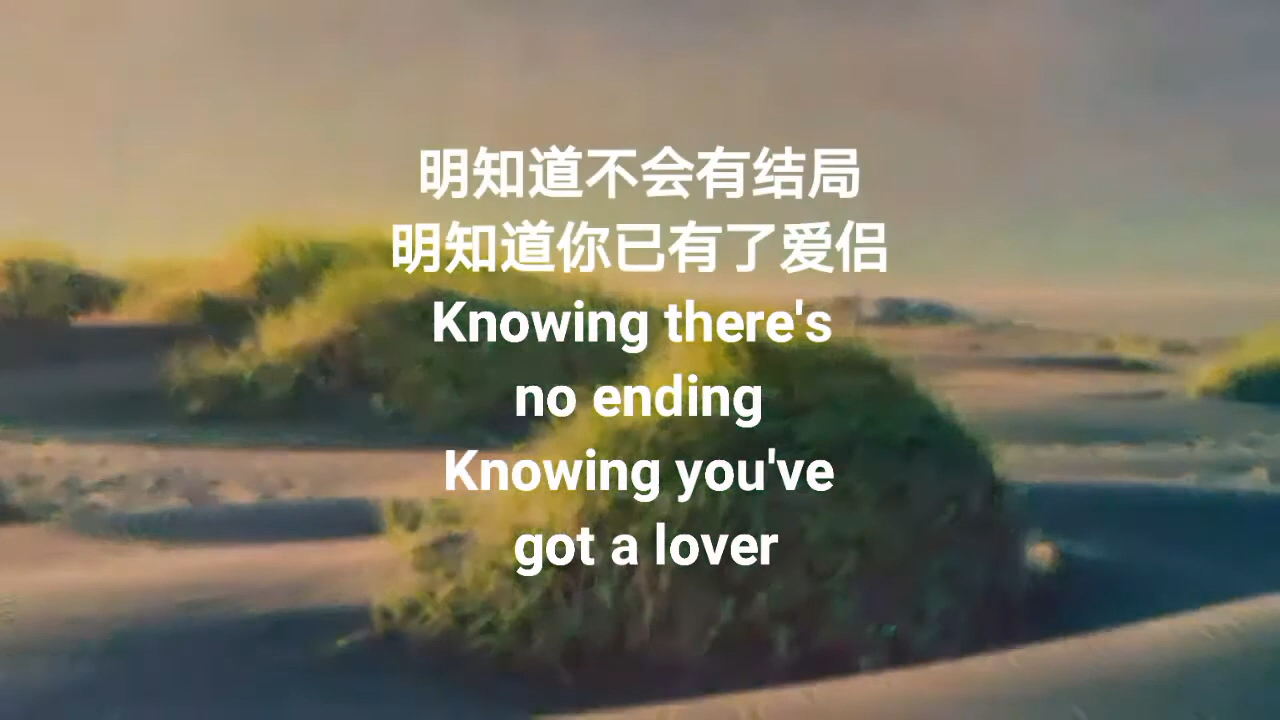 明知道不会有结局
明知道你已有了爱侣
Knowing there's
no ending
Knowing you've
got a lover